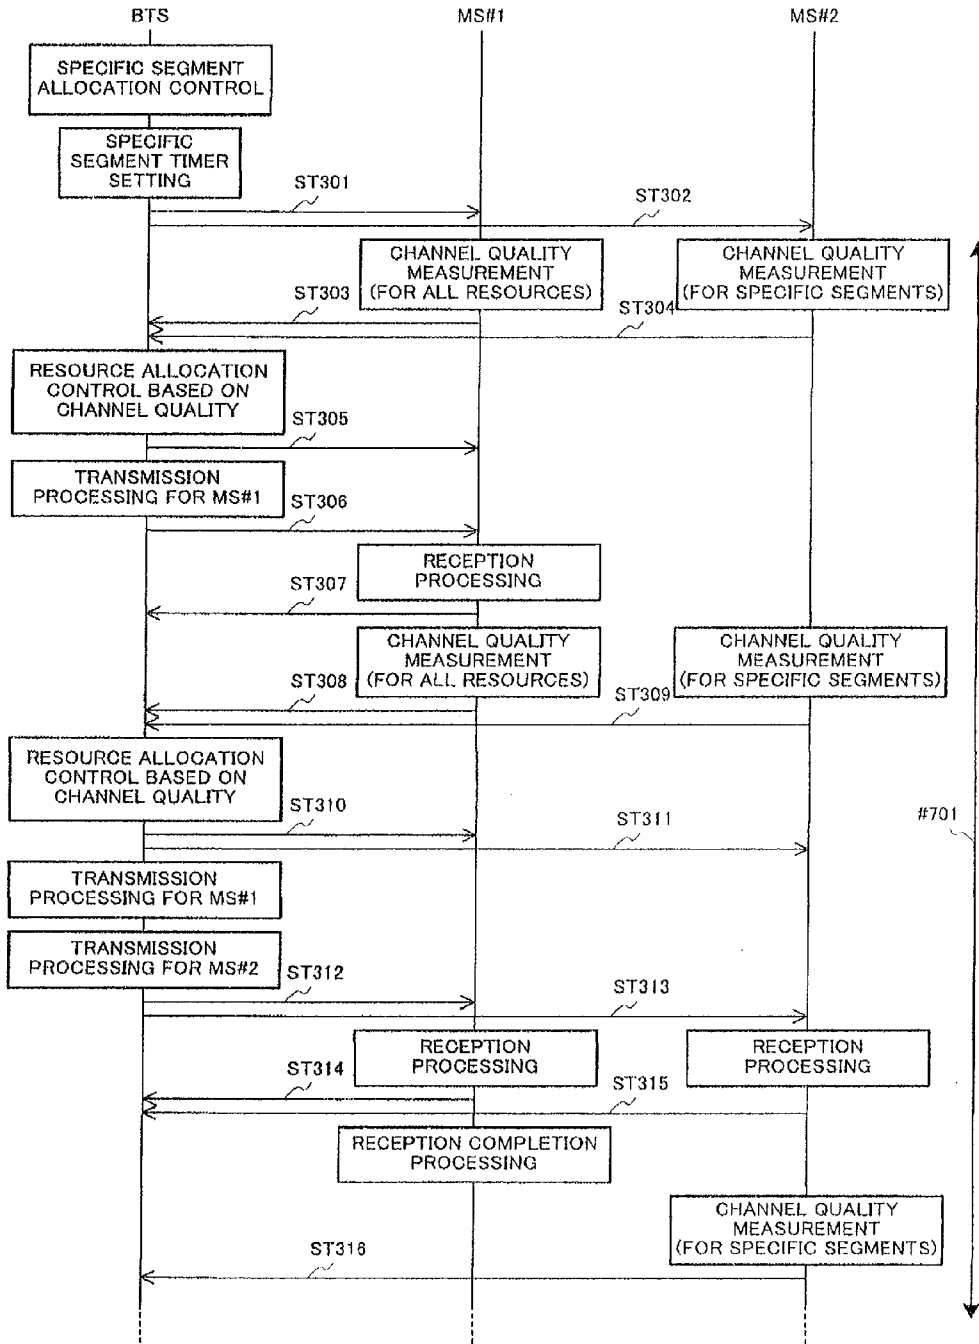 BTS
MS#1
MS#2
SPECIFIC SEGMENT
ALLOCATION CONTROL
SPECIFIC
SEGMENT TIMER
SETTING
ST301
ST302
CHANNEL QUALITY
MEASUREMENT
(FOR ALL RESOURCES)
CHANNEL QUALITY
MEASUREMENT
(FOR SPECIFIC SEGMENTS)
ST303
ST304
RESOURCE ALLOCATION
CONTROL BASED ON
CHANNEL QUALITY
ST305
TRANSMISSION
PROCESSING FOR MS#1
ST306
RECEPTION
PROCESSING
ST307
CHANNEL QUALITY
MEASUREMENT
(FOR ALL RESOURCES)
CHANNEL QUALITY
MEASUREMENT
(FOR SPECIFIC SEGMENTS)
ST308
ST309
RESOURCE ALLOCATION
CONTROL BASED ON
CHANNEL QUALITY
ST310
ST311
#701
TRANSMISSION
PROCESSING FOR MS#1
TRANSMISSION
PROCESSING FOR MS#2
ST312
ST313
RECEPTION
PROCESSING
RECEPTION
PROCESSING
ST314
ST315
RECEPTION COMPLETION
PROCESSING
CHANNEL QUALITY
MEASUREMENT
(FOR SPECIFIC SEGMENTS)
ST316